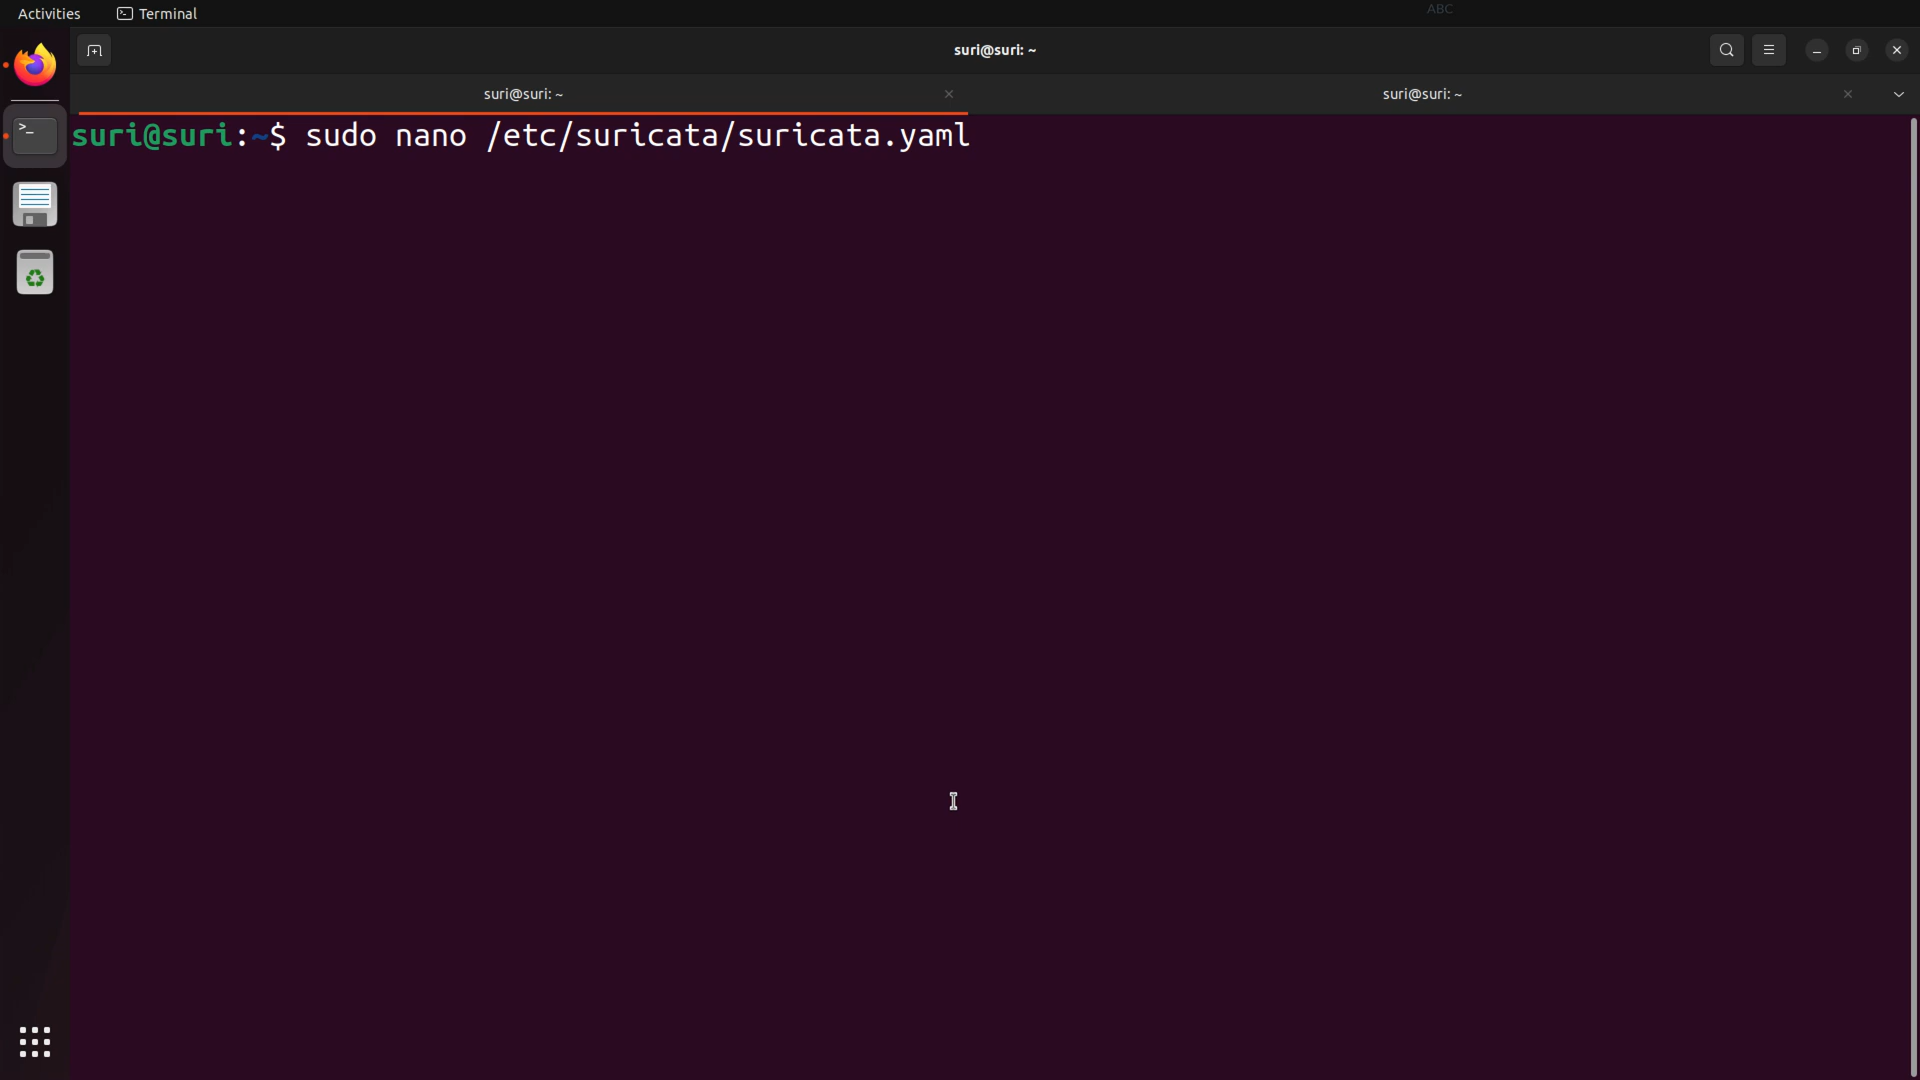 Activities
Terminal
ABC
suri@suri: ~
suri@suri: ~
suri@suri: ~
suri@suri:~$ sudo nano /etc/suricata/suricata.yaml